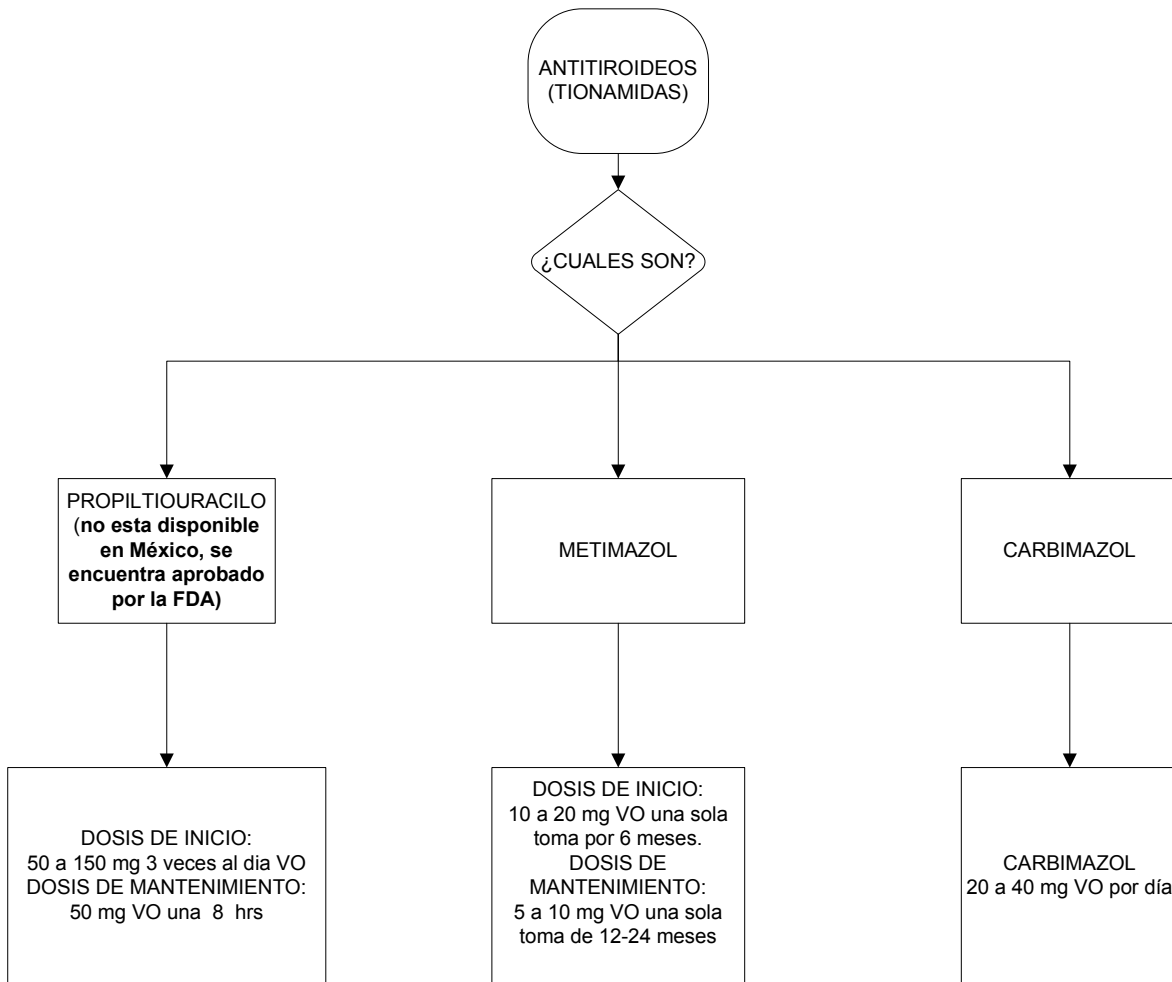 ANTITIROIDEOS
(TIONAMIDAS)
¿CUALES SON?
PROPILTIOURACILO
(no esta disponible
en México, se
encuentra aprobado
por la FDA)
METIMAZOL
CARBIMAZOL
DOSIS DE INICIO:
50 a 150 mg 3 veces al dia VO
DOSIS DE MANTENIMIENTO:
50 mg VO una 8 hrs
DOSIS DE INICIO:
10 a 20 mg VO una sola
toma por 6 meses.
DOSIS DE
MANTENIMIENTO:
5 a 10 mg VO una sola
toma de 12-24 meses
CARBIMAZOL
20 a 40 mg VO por día